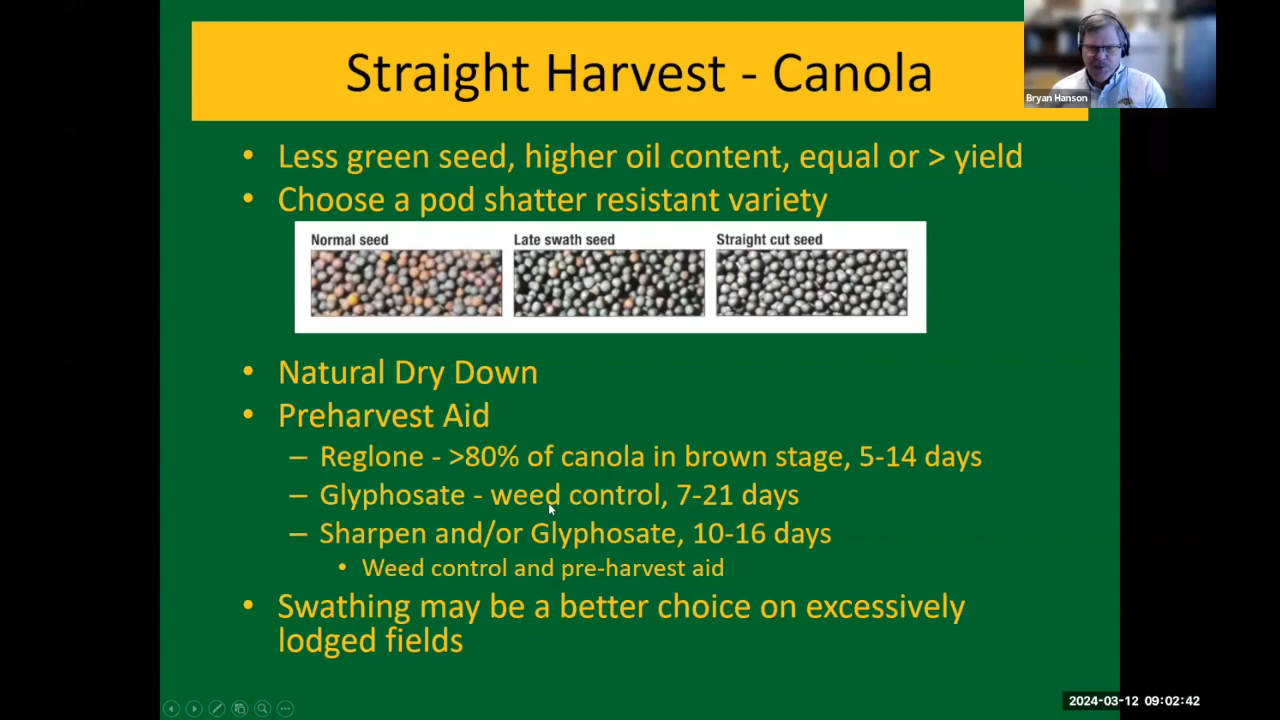 Straight Harvest - Canola
Bryan Hanson
• Less green seed, higher oil content, equal or > yield
• Choose a pod shatter resistant variety
Normal seed
Late swath seed
Straight cut seed
• Natural Dry Down
• Preharvest Aid
– Reglone - >80% of canola in brown stage, 5-14 days
– Glyphosate - weed control, 7-21 days
– Sharpen and/or Glyphosate, 10-16 days
• Weed control and pre-harvest aid
• Swathing may be a better choice on excessively
lodged fields
2024-03-12 09:02:42